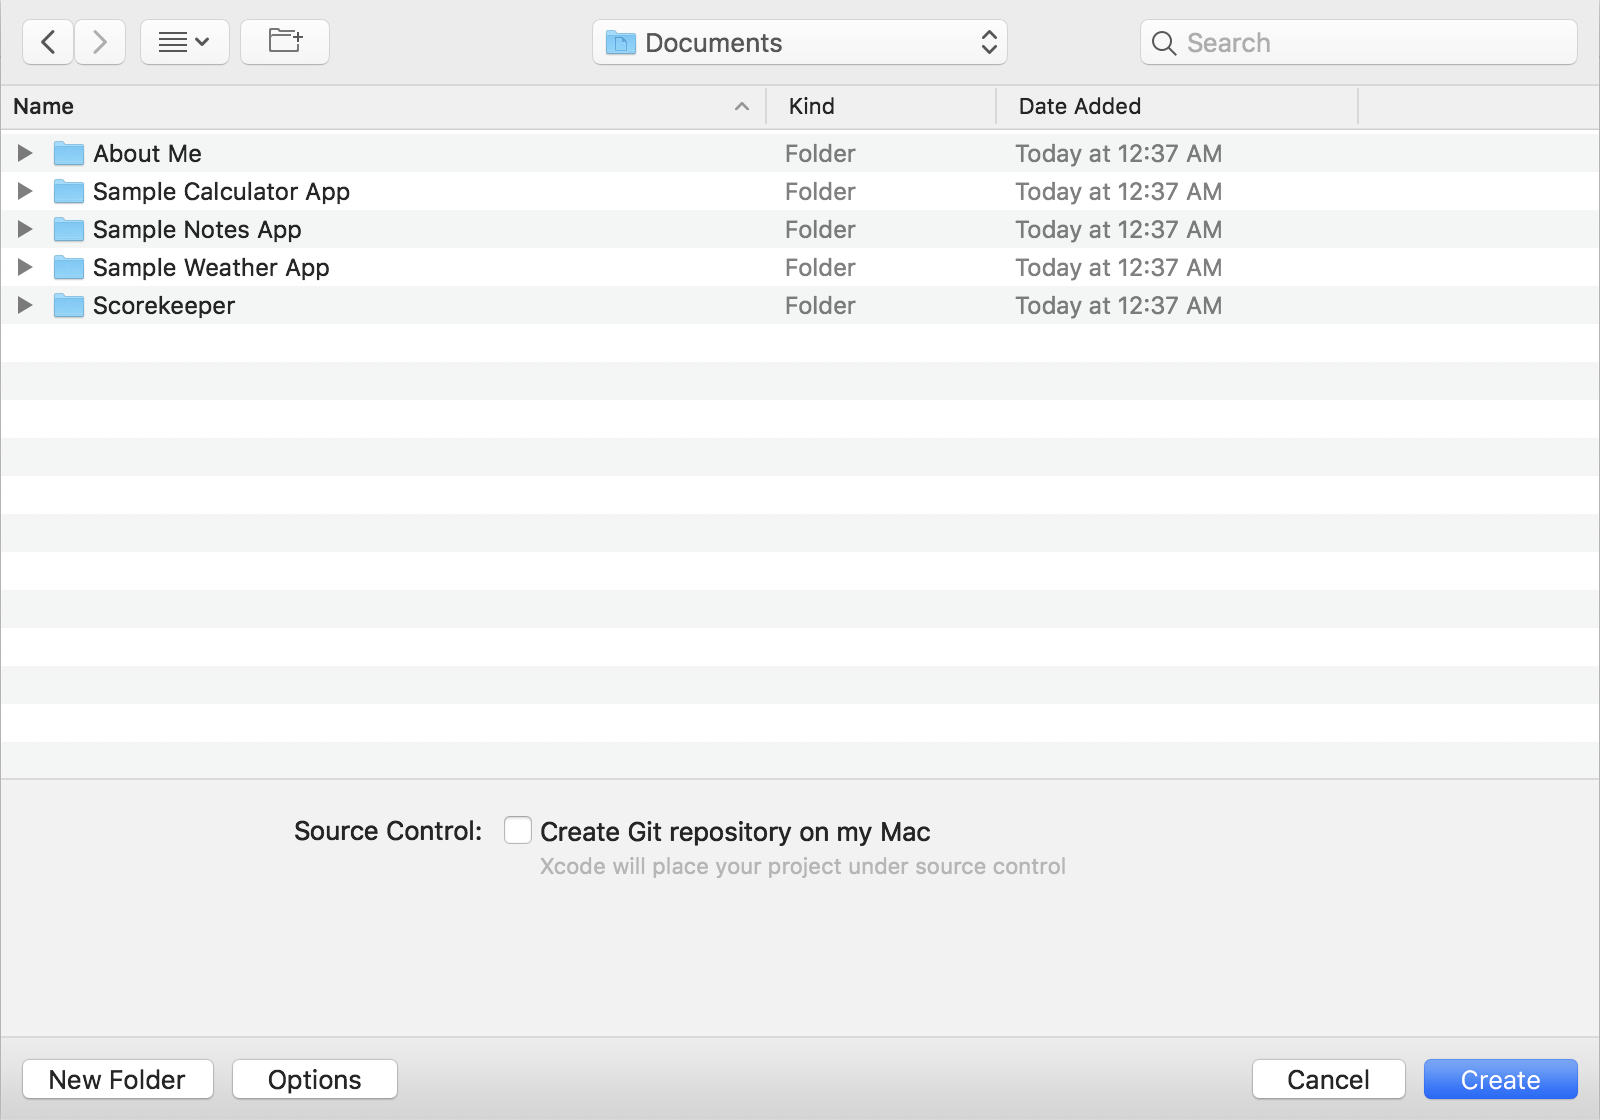 Documents
Search
Name Kind Date Added
About Me Folder Today at 12:37 AM
Sample Calculator App Folder Today at 12:37 AM
Sample Notes App Folder Today at 12:37 AM
Sample Weather App Folder Today at 12:37 AM
Scorekeeper Folder Today at 12:37 AM
Source Control: Create Git repository on my Mac
Xcode will place your project under source control
New Folder Options Cancel Create